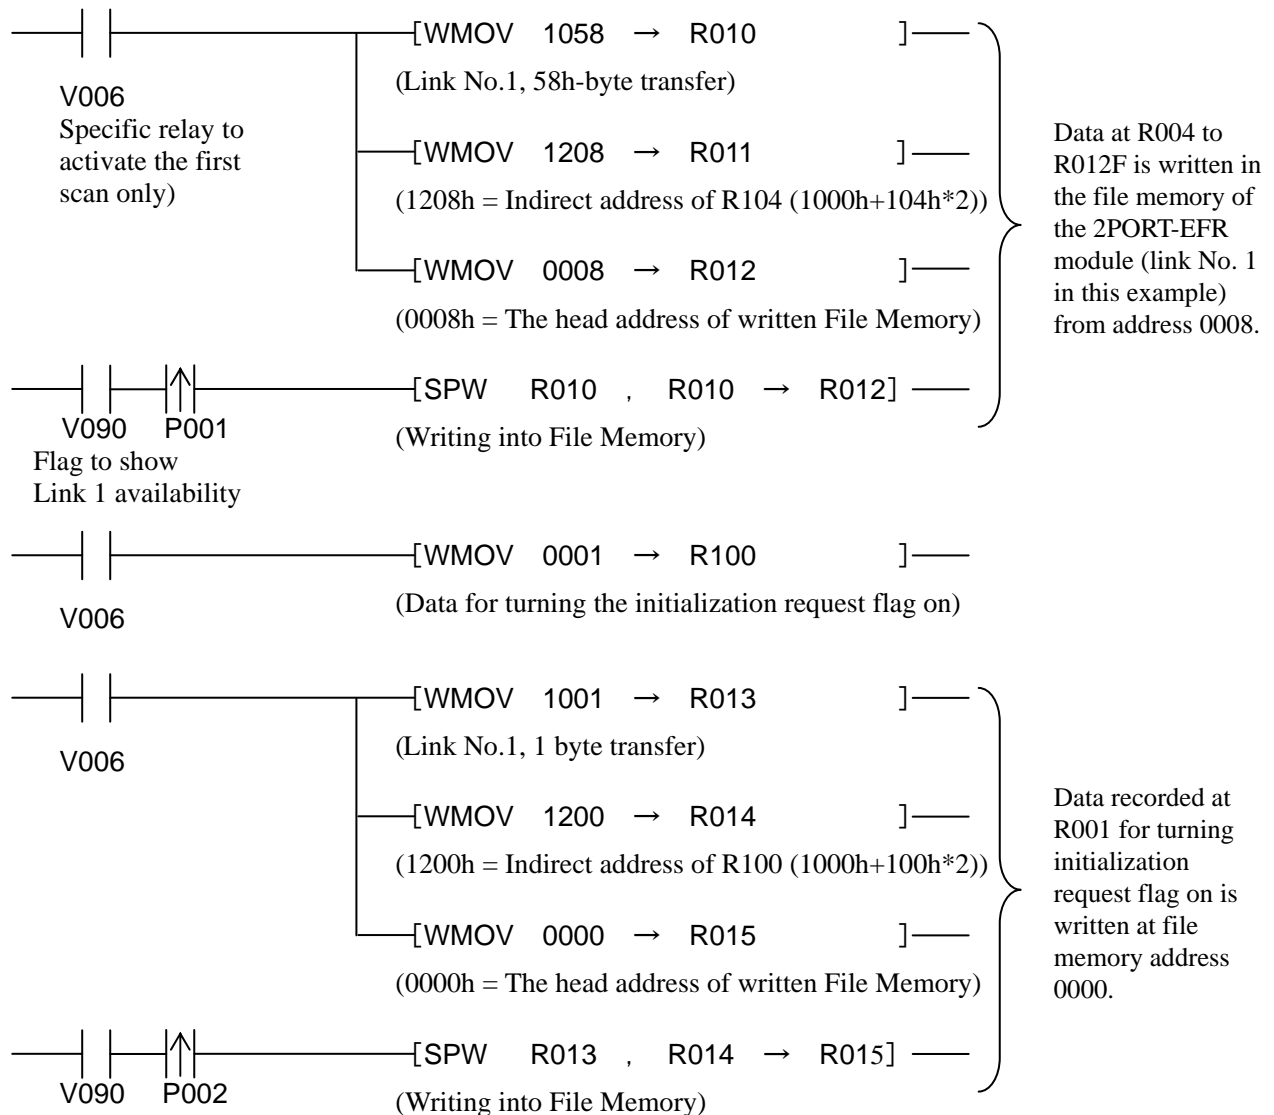 [WMOV 1058 → R010 ]
(Link No.1, 58h-byte transfer)
V006
Specific relay to
activate the first
scan only)
[WMOV 1208 → R011 ]
(1208h = Indirect address of R104 (1000h+104h*2))
[WMOV 0008 → R012 ]
(0008h = The head address of written File Memory)
Data at R004 to
R012F is written in
the file memory of
the 2PORT-EFR
module (link No. 1
in this example)
from address 0008.
[SPW R010 , R010 → R012]
V090 P001
(Writing into File Memory)
Flag to show
Link 1 availability
[WMOV 0001 → R100 ]
V006
(Data for turning the initialization request flag on)
[WMOV 1001 → R013 ]
V006
(Link No.1, 1 byte transfer)
[WMOV 1200 → R014 ]
(1200h = Indirect address of R100 (1000h+100h*2))
[WMOV 0000 → R015 ]
(0000h = The head address of written File Memory)
Data recorded at
R001 for turning
initialization
request flag on is
written at file
memory address
0000.
[SPW R013 , R014 → R015]
V090 P002
(Writing into File Memory)